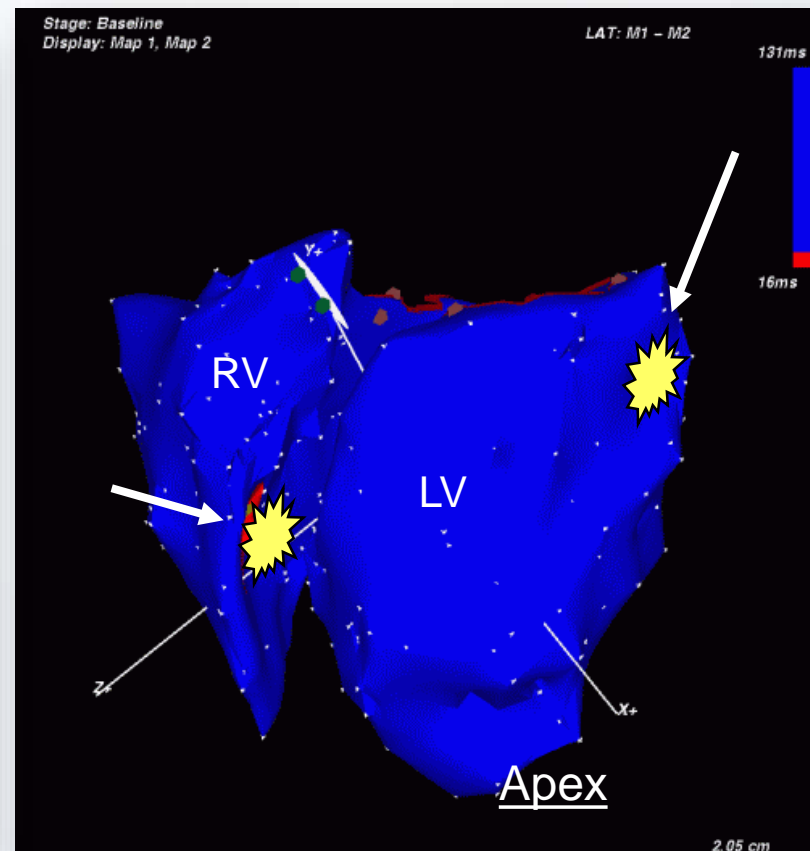 Stage: Baseline
Display: Map 1, Map 2
LAT: M1 – M2
131ms
16ms
Y+
RV
LV
Z+
X+
Apex
2.05 cm